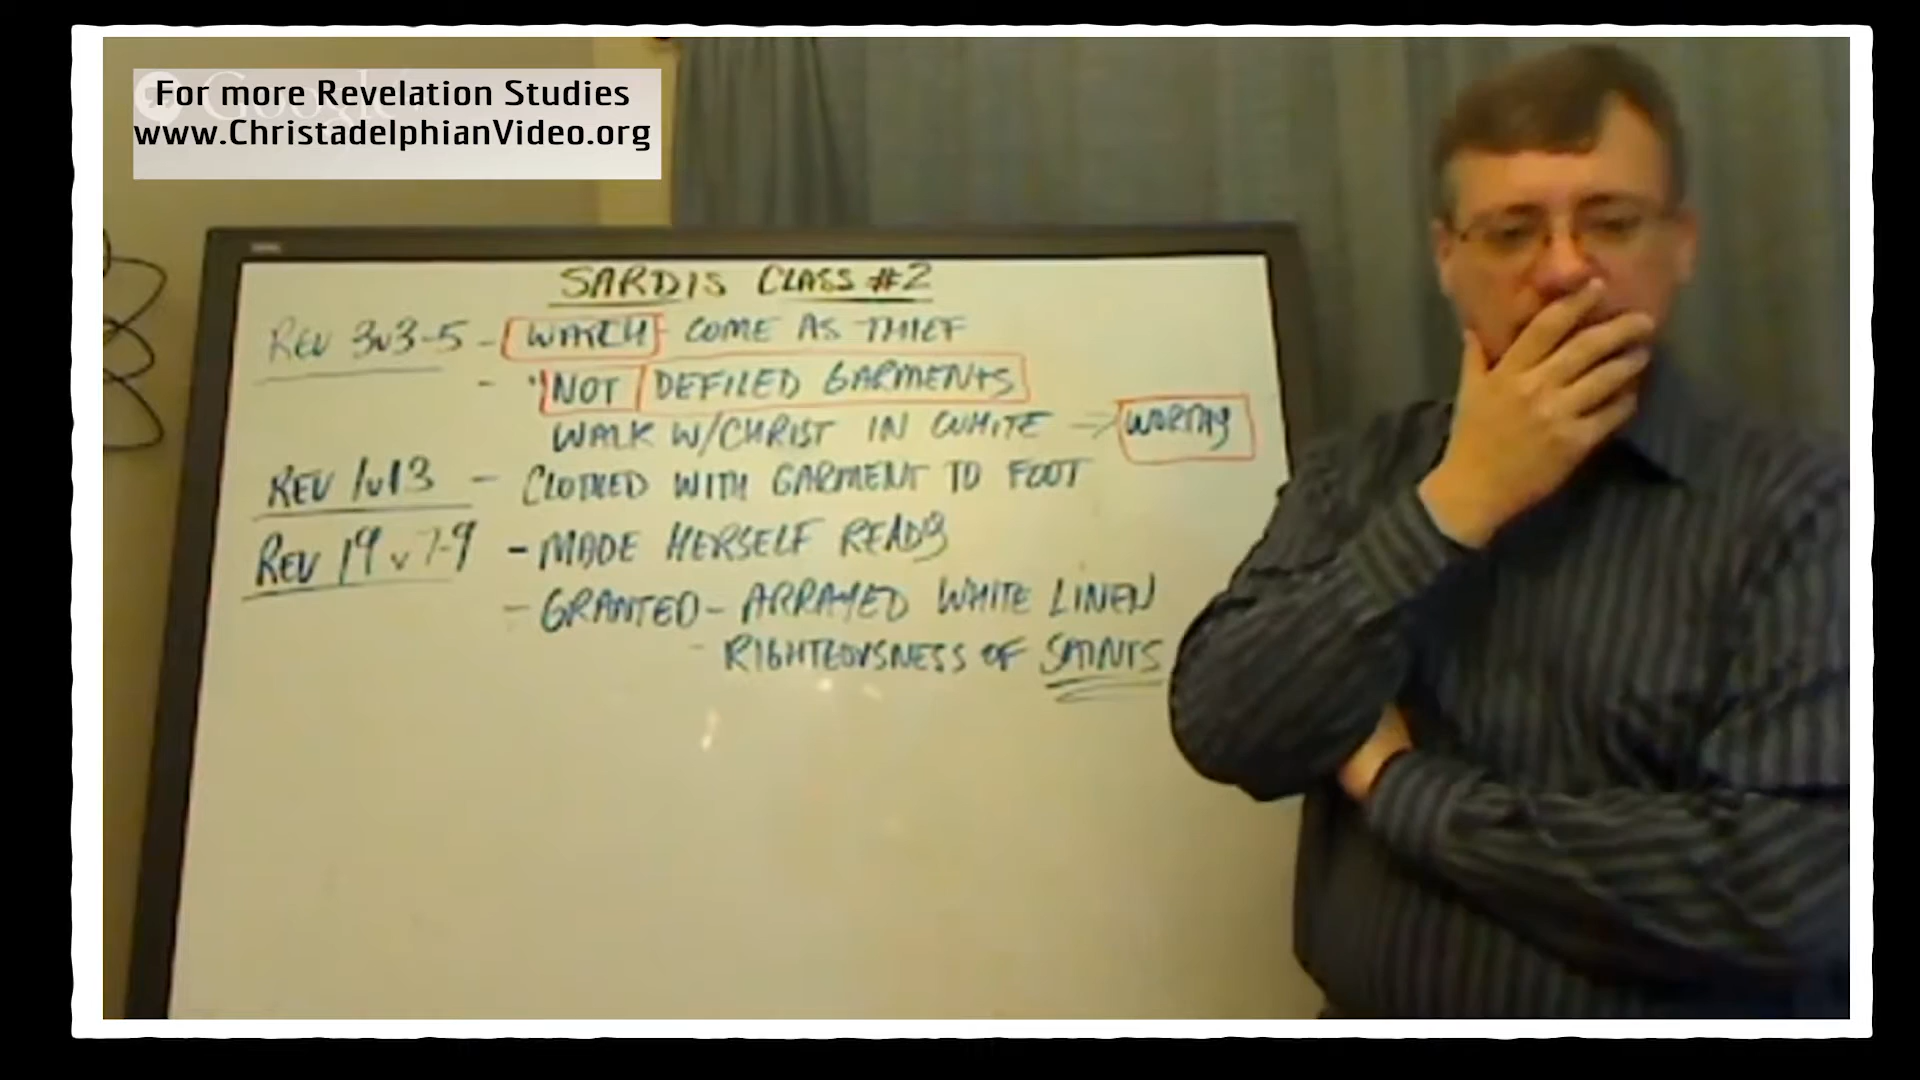 For more Revelation Studies
www.ChristadelphianVideo.org
Google
SARDIS CLASS #2
REV 3v3-5 - WATCH - COME AS THIEF
- "NOT DEFILED GARMENTS
WALK W/CHRIST IN WHITE → WORTHY
REV 1v13 - CLOTHED WITH GARMENT TO FOOT
REV 19v7-9 - MADE HERSELF READY
- GRANTED - ARRAYED WHITE LINEN
- RIGHTEOUSNESS OF SAINTS